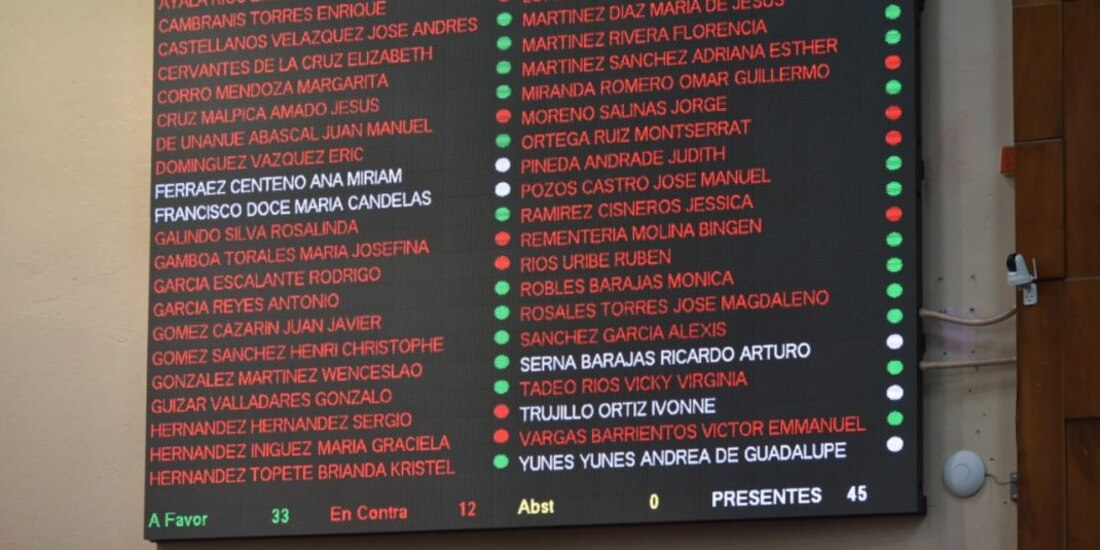 CAMBRANIS TORRES ENRIQUE
CASTELLANOS VELAZQUEZ JOSE ANDRES
CERVANTES DE LA CRUZ ELIZABETH
CORRO MENDOZA MARGARITA
CRUZ MALPICA AMADO JESUS
DE UNANUE ABASCAL JUAN MANUEL
DOMINGUEZ VAZQUEZ ERIC
FERRAEZ CENTENO ANA MIRIAM
FRANCISCO DOCE MARIA CANDELAS
GALINDO SILVA ROSALINDA
GAMBOA TORALES MARIA JOSEFINA
GARCIA ESCALANTE RODRIGO
GARCIA REYES ANTONIO
GOMEZ CAZARIN JUAN JAVIER
GOMEZ SANCHEZ HENRI CHRISTOPHE
GONZALEZ MARTINEZ WENCESLAO
GUIZAR VALLADARES GONZALO
HERNANDEZ HERNANDEZ SERGIO
HERNANDEZ INIGUEZ MARIA GRACIELA
HERNANDEZ TOPETE BRIANDA KRISTEL
MARTINEZ DIAZ MARIA DE JESUS
MARTINEZ RIVERA FLORENCIA
MARTINEZ SANCHEZ ADRIANA ESTHER
MIRANDA ROMERO OMAR GUILLERMO
MORENO SALINAS JORGE
ORTEGA RUIZ MONTSERRAT
PINEDA ANDRADE JUDITH
POZOS CASTRO JOSE MANUEL
RAMIREZ CISNEROS JESSICA
REMENTERIA MOLINA BINGEN
RIOS URIBE RUBEN
ROBLES BARAJAS MONICA
ROSALES TORRES JOSE MAGDALENO
SANCHEZ GARCIA ALEXIS
SERNA BARAJAS RICARDO ARTURO
TADEO RIOS VICKY VIRGINIA
TRUJILLO ORTIZ IVONNE
VARGAS BARRIENTOS VICTOR EMMANUEL
YUNES YUNES ANDREA DE GUADALUPE
A Favor 33 En Contra 12 Abst 0 PRESENTES 45